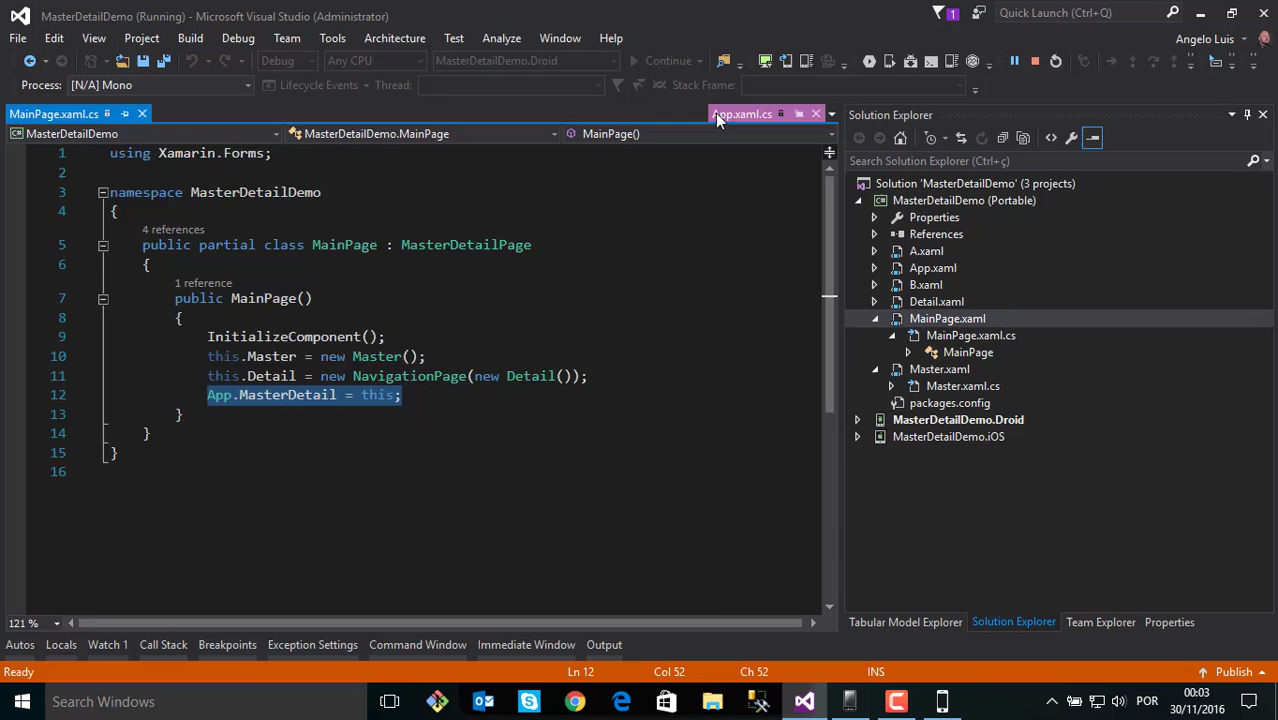 MasterDetailDemo (Running) - Microsoft Visual Studio (Administrator)
1
Quick Launch (Ctrl+Q)
File Edit View Project Build Debug Team Tools Architecture Test Analyze Window Help
Angelo Luis
Debug Any CPU MasterDetailDemo.Droid Continue
Process: [N/A] Mono Lifecycle Events Thread: Stack Frame:
MainPage.xaml.cs
App.xaml.cs
MasterDetailDemo MasterDetailDemo.MainPage MainPage()
1 using Xamarin.Forms;
2
3 namespace MasterDetailDemo
4 {
4 references
5 public partial class MainPage : MasterDetailPage
6 {
1 reference
7 public MainPage()
8 {
9 InitializeComponent();
10 this.Master = new Master();
11 this.Detail = new NavigationPage(new Detail());
12 App.MasterDetail = this;
13 }
14 }
15 }
16
121 %
Solution Explorer
Search Solution Explorer (Ctrl+ç)
Solution 'MasterDetailDemo' (3 projects)
MasterDetailDemo (Portable)
Properties
References
A.xaml
App.xaml
B.xaml
Detail.xaml
MainPage.xaml
MainPage.xaml.cs
MainPage
Master.xaml
Master.xaml.cs
packages.config
MasterDetailDemo.Droid
MasterDetailDemo.iOS
Tabular Model Explorer Solution Explorer Team Explorer Properties
Autos Locals Watch 1 Call Stack Breakpoints Exception Settings Command Window Immediate Window Output
Ready Ln 12 Col 52 Ch 52 INS Publish
Search Windows
POR
00:03
30/11/2016